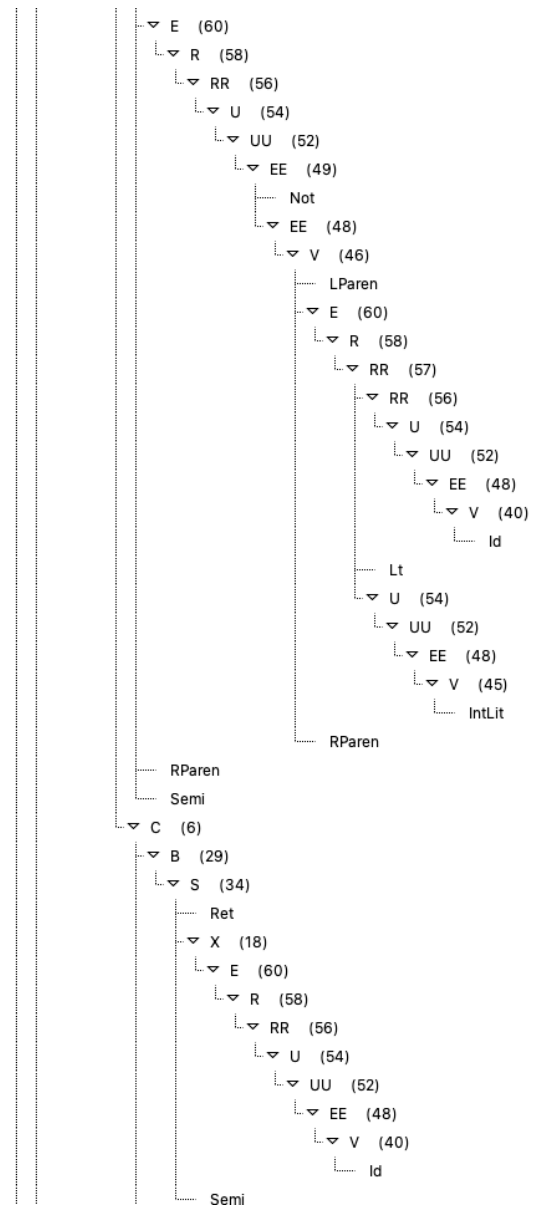 E (60)
R (58)
RR (56)
U (54)
UU (52)
EE (49)
Not
EE (48)
V (46)
LParen
E (60)
R (58)
RR (57)
RR (56)
U (54)
UU (52)
EE (48)
V (40)
Id
Lt
U (54)
UU (52)
EE (48)
V (45)
IntLit
RParen
RParen
Semi
C (6)
B (29)
S (34)
Ret
X (18)
E (60)
R (58)
RR (56)
U (54)
UU (52)
EE (48)
V (40)
Id
Semi